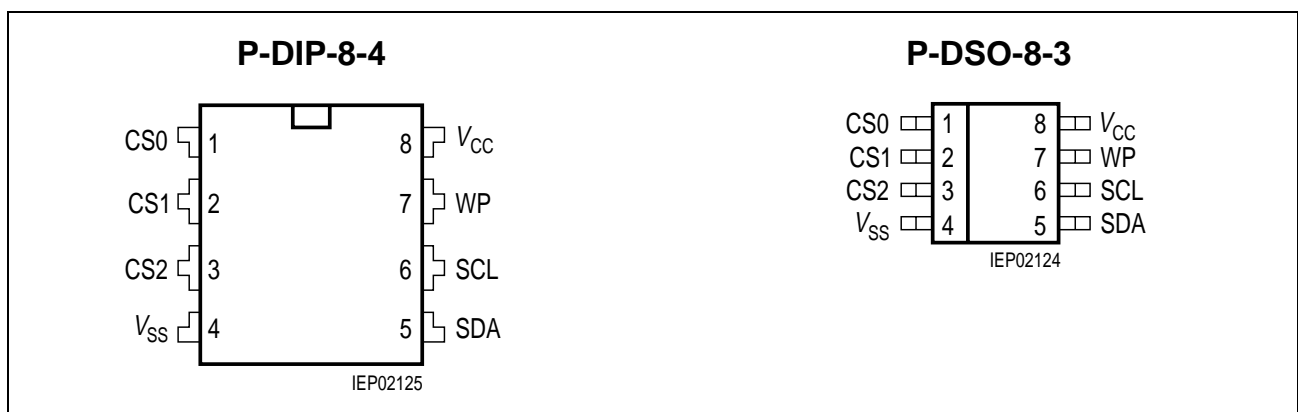 P-DIP-8-4
CS0 1 8 VCC
CS1 2 7 WP
CS2 3 6 SCL
VSS 4 5 SDA
IEP02125
P-DSO-8-3
CS0 1 8 VCC
CS1 2 7 WP
CS2 3 6 SCL
VSS 4 5 SDA
IEP02124